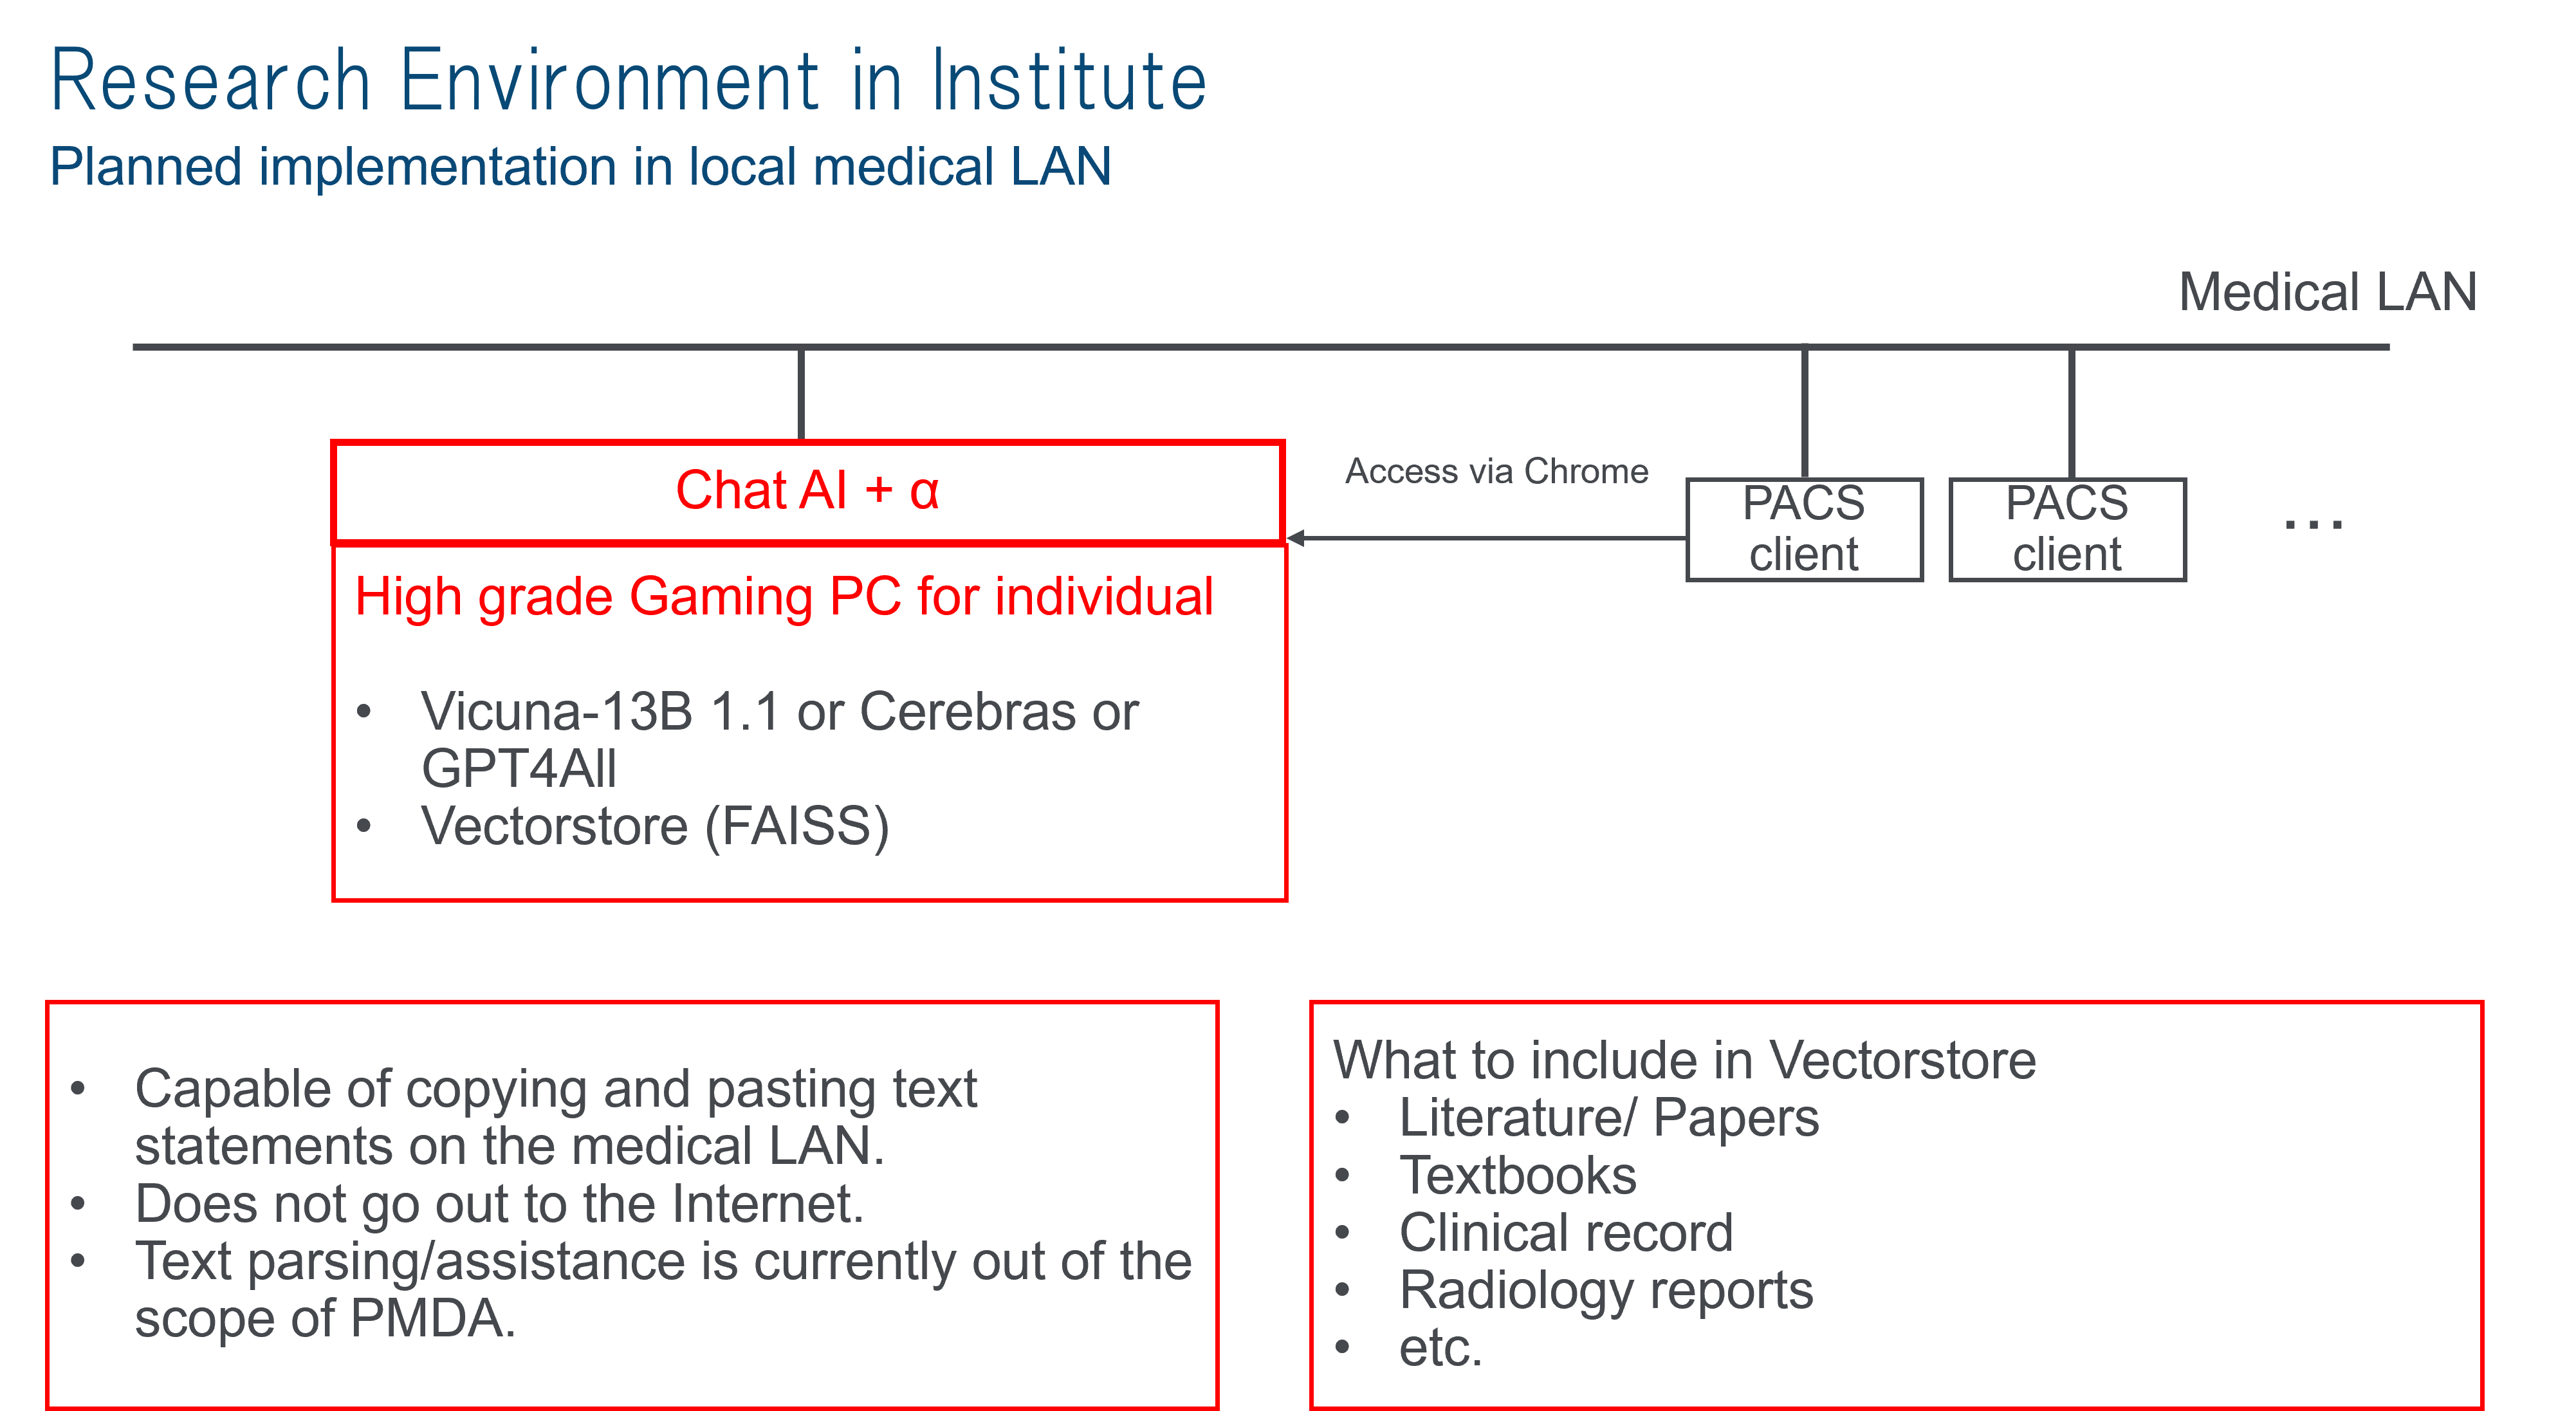 Research Environment in Institute
Planned implementation in local medical LAN
Medical LAN
Chat AI + α
Access via Chrome
PACS
client
PACS
client
...
High grade Gaming PC for individual
• Vicuna-13B 1.1 or Cerebras or
GPT4All
• Vectorstore (FAISS)
• Capable of copying and pasting text
statements on the medical LAN.
• Does not go out to the Internet.
• Text parsing/assistance is currently out of the
scope of PMDA.
What to include in Vectorstore
• Literature/ Papers
• Textbooks
• Clinical record
• Radiology reports
• etc.